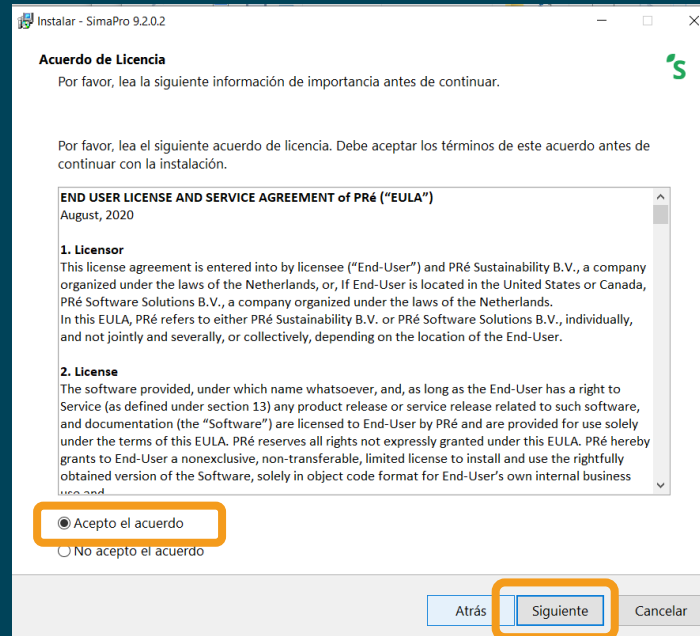 Instalar - SimaPro 9.2.0.2
Acuerdo de Licencia
Por favor, lea la siguiente información de importancia antes de continuar.
Por favor, lea el siguiente acuerdo de licencia. Debe aceptar los términos de este acuerdo antes de
continuar con la instalación.
END USER LICENSE AND SERVICE AGREEMENT of PRé (“EULA”)
August, 2020
1. Licensor
This license agreement is entered into by licensee (“End-User”) and PRé Sustainability B.V., a company
organized under the laws of the Netherlands, or, If End-User is located in the United States or Canada,
PRé Software Solutions B.V., a company organized under the laws of the Netherlands.
In this EULA, PRé refers to either PRé Sustainability B.V. or PRé Software Solutions B.V., individually,
and not jointly and severally, or collectively, depending on the location of the End-User.
2. License
The software provided, under which name whatsoever, and, as long as the End-User has a right to
Service (as defined under section 13) any product release or service release related to such software,
and documentation (the “Software”) are licensed to End-User by PRé and are provided for use solely
under the terms of this EULA. PRé reserves all rights not expressly granted under this EULA. PRé hereby
grants to End-User a nonexclusive, non-transferable, limited license to install and use the rightfully
obtained version of the Software, solely in object code format for End-User’s own internal business
use and
Acepto el acuerdo
No acepto el acuerdo
Atrás Siguiente Cancelar